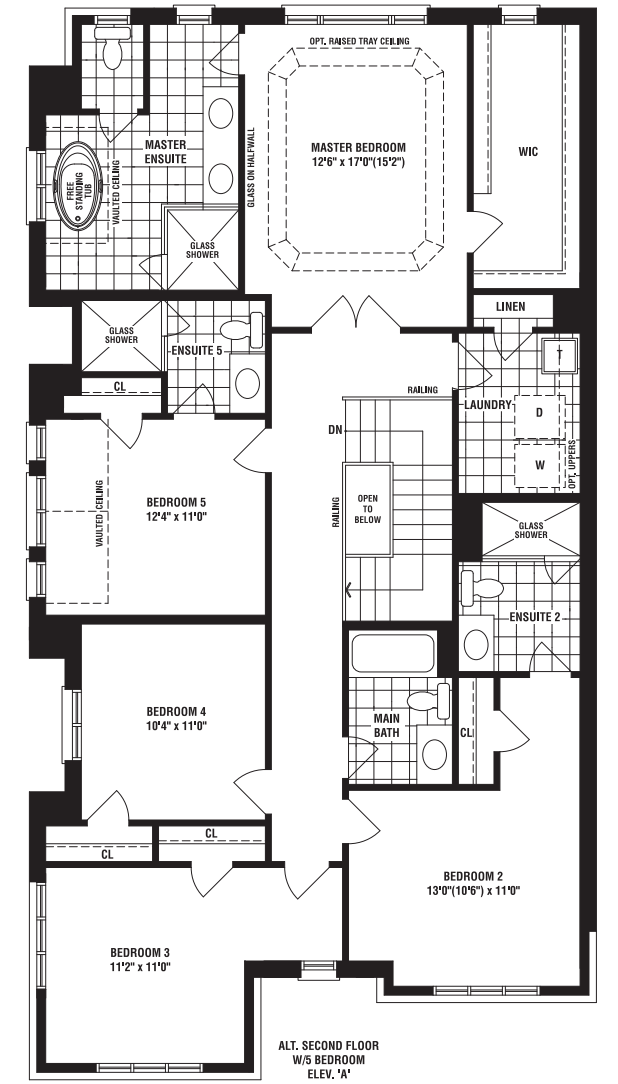 OPT. RAISED TRAY CEILING
MASTER
ENSUITE
MASTER BEDROOM
12'6" x 17'0"(15'2")
WIC
GLASS ON HALFWALL
VAULTED CEILING
FREE
STANDING
TUB
GLASS
SHOWER
LINEN
GLASS
SHOWER
ENSUITE 5
T
CL
RAILING
LAUNDRY
D
DN
W
OPT. UPPERS
BEDROOM 5
12'4" x 11'0"
VAULTED CEILING
RAILING
OPEN
TO
BELOW
GLASS
SHOWER
ENSUITE 2
BEDROOM 4
10'4" x 11'0"
MAIN
BATH
CL
CL
CL
BEDROOM 2
13'0"(10'6") x 11'0"
BEDROOM 3
11'2" x 11'0"
ALT. SECOND FLOOR
W/5 BEDROOM
ELEV. 'A'